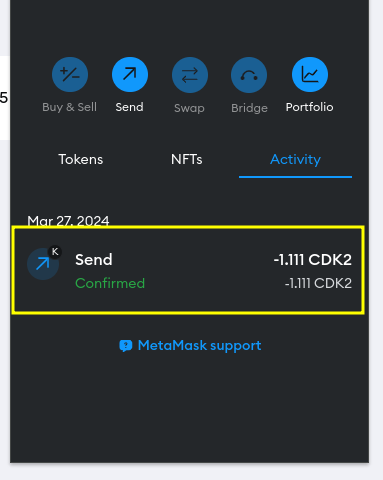 5
Buy & Sell Send Swap Bridge Portfolio
Tokens NFTs Activity
Mar 27, 2024
K
Send -1.111 CDK2
Confirmed -1.111 CDK2
MetaMask support